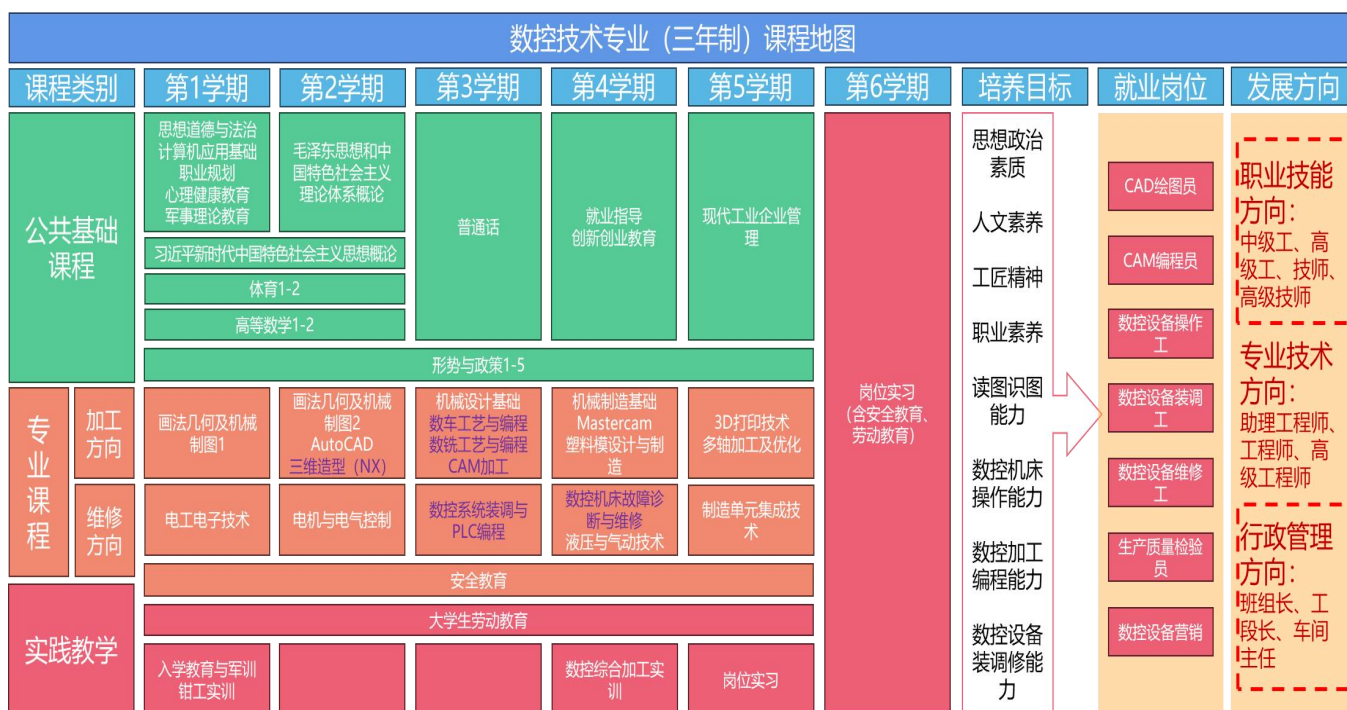 数控技术专业（三年制）课程地图
课程类别
第1学期
第2学期
第3学期
第4学期
第5学期
第6学期
培养目标
就业岗位
发展方向
公共基础
课程
思想道德与法治
计算机应用基础
职业规划
心理健康教育
军事理论教育
毛泽东思想和中
国特色社会主义
理论体系概论
习近平新时代中国特色社会主义思想概论
体育1-2
高等数学1-2
普通话
就业指导
创新创业教育
现代工业企业管
理
形势与政策1-5
专
业
课
程
加工
方向
画法几何及机械
制图1
画法几何及机械
制图2
AutoCAD
三维造型（NX）
机械设计基础
数车工艺与编程
数铣工艺与编程
CAM加工
机械制造基础
Mastercam
塑料模设计与制
造
3D打印技术
多轴加工及优化
维修
方向
电工电子技术
电机与电气控制
数控系统装调与
PLC编程
数控机床故障诊
断与维修
液压与气动技术
制造单元集成技
术
安全教育
实践教学
大学生劳动教育
入学教育与军训
钳工实训
数控综合加工实
训
岗位实习
岗位实习
(含安全教育、
劳动教育）
思想政治
素质
人文素养
工匠精神
职业素养
读图识图
能力
数控机床
操作能力
数控加工
编程能力
数控设备
装调修能
力
CAD绘图员
CAM编程员
数控设备操作
工
数控设备装调
工
数控设备维修
工
生产质量检验
员
数控设备营销
职业技能
方向：
中级工、高
级工、技师、
高级技师
专业技术
方向：
助理工程师、
工程师、高
级工程师
行政管理
方向：
班组长、工
段长、车间
主任